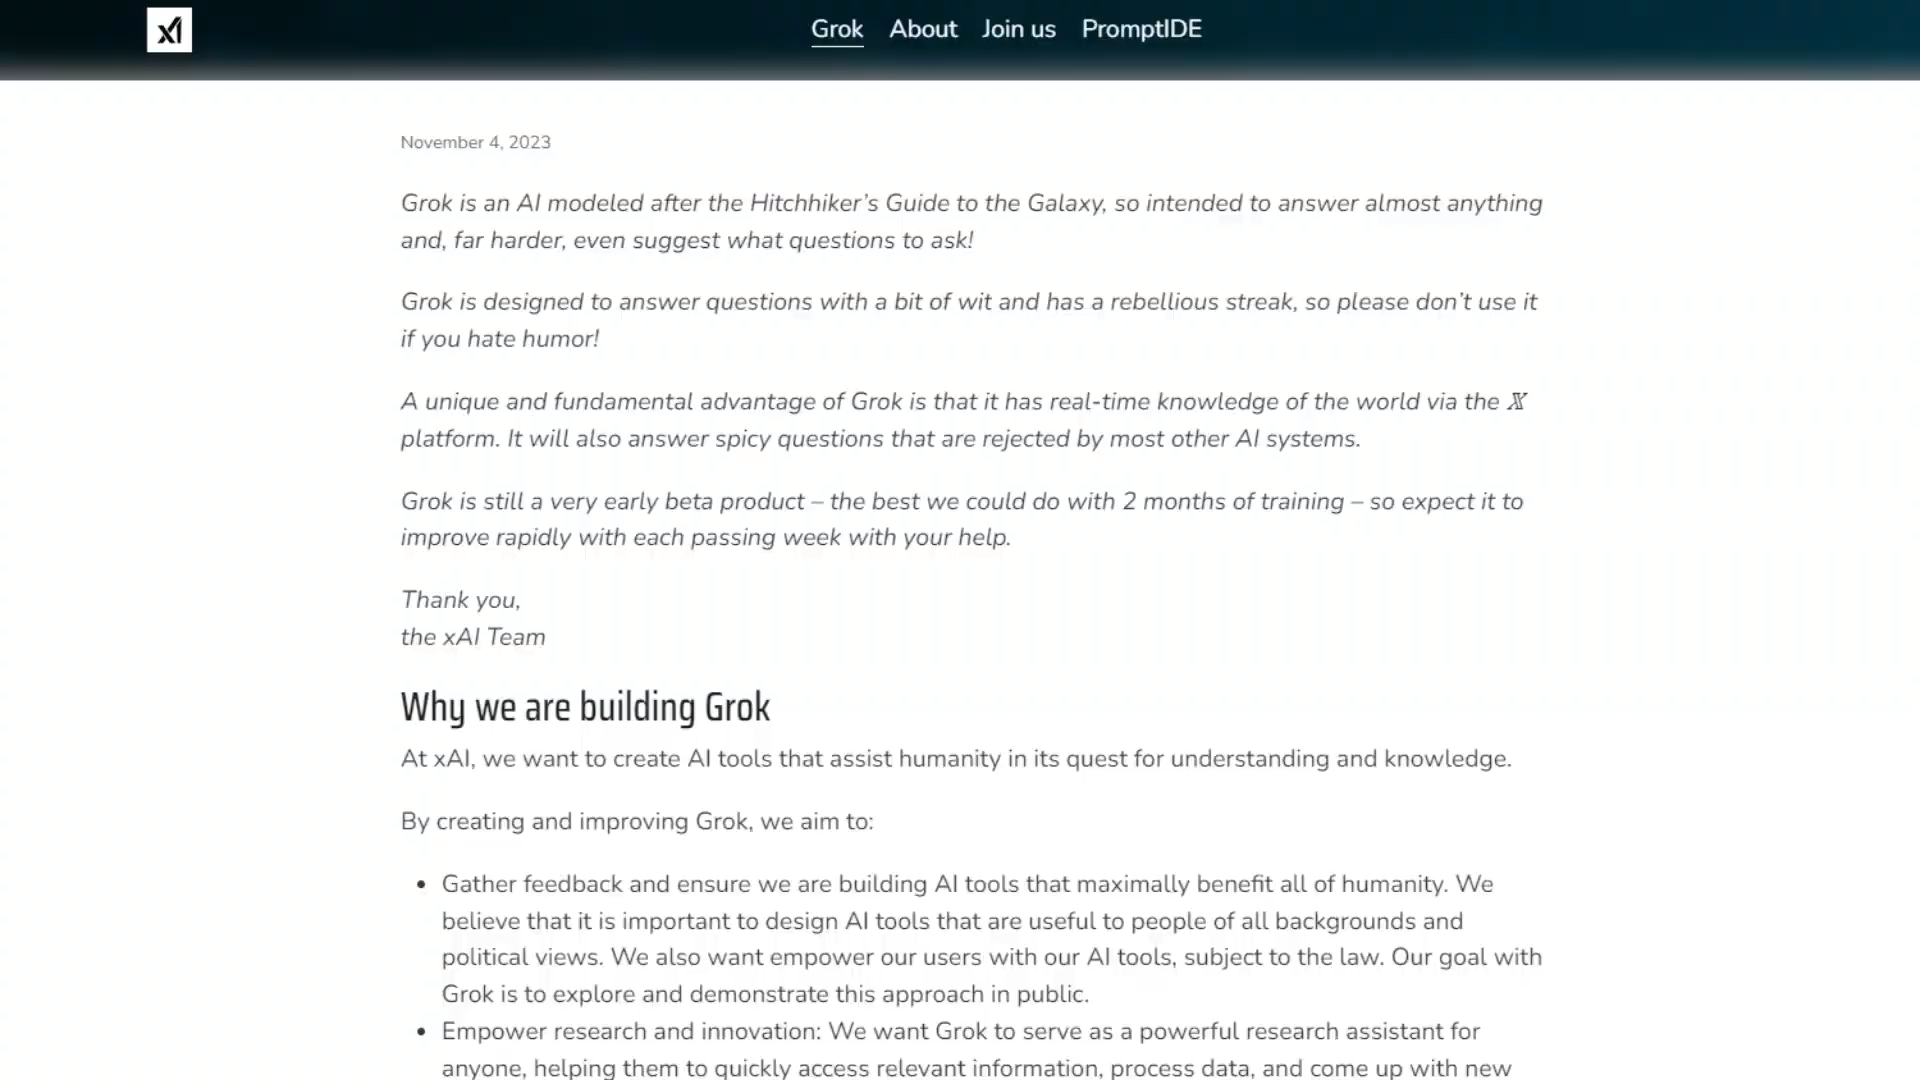 xAI
Grok About Join us PromptIDE
November 4, 2023
Grok is an AI modeled after the Hitchhiker’s Guide to the Galaxy, so intended to answer almost anything
and, far harder, even suggest what questions to ask!
Grok is designed to answer questions with a bit of wit and has a rebellious streak, so please don’t use it
if you hate humor!
A unique and fundamental advantage of Grok is that it has real-time knowledge of the world via the 𝕏
platform. It will also answer spicy questions that are rejected by most other AI systems.
Grok is still a very early beta product – the best we could do with 2 months of training – so expect it to
improve rapidly with each passing week with your help.
Thank you,
the xAI Team
Why we are building Grok
At xAI, we want to create AI tools that assist humanity in its quest for understanding and knowledge.
By creating and improving Grok, we aim to:
• Gather feedback and ensure we are building AI tools that maximally benefit all of humanity. We
believe that it is important to design AI tools that are useful to people of all backgrounds and
political views. We also want empower our users with our AI tools, subject to the law. Our goal with
Grok is to explore and demonstrate this approach in public.
• Empower research and innovation: We want Grok to serve as a powerful research assistant for
anyone, helping them to quickly access relevant information, process data, and come up with new